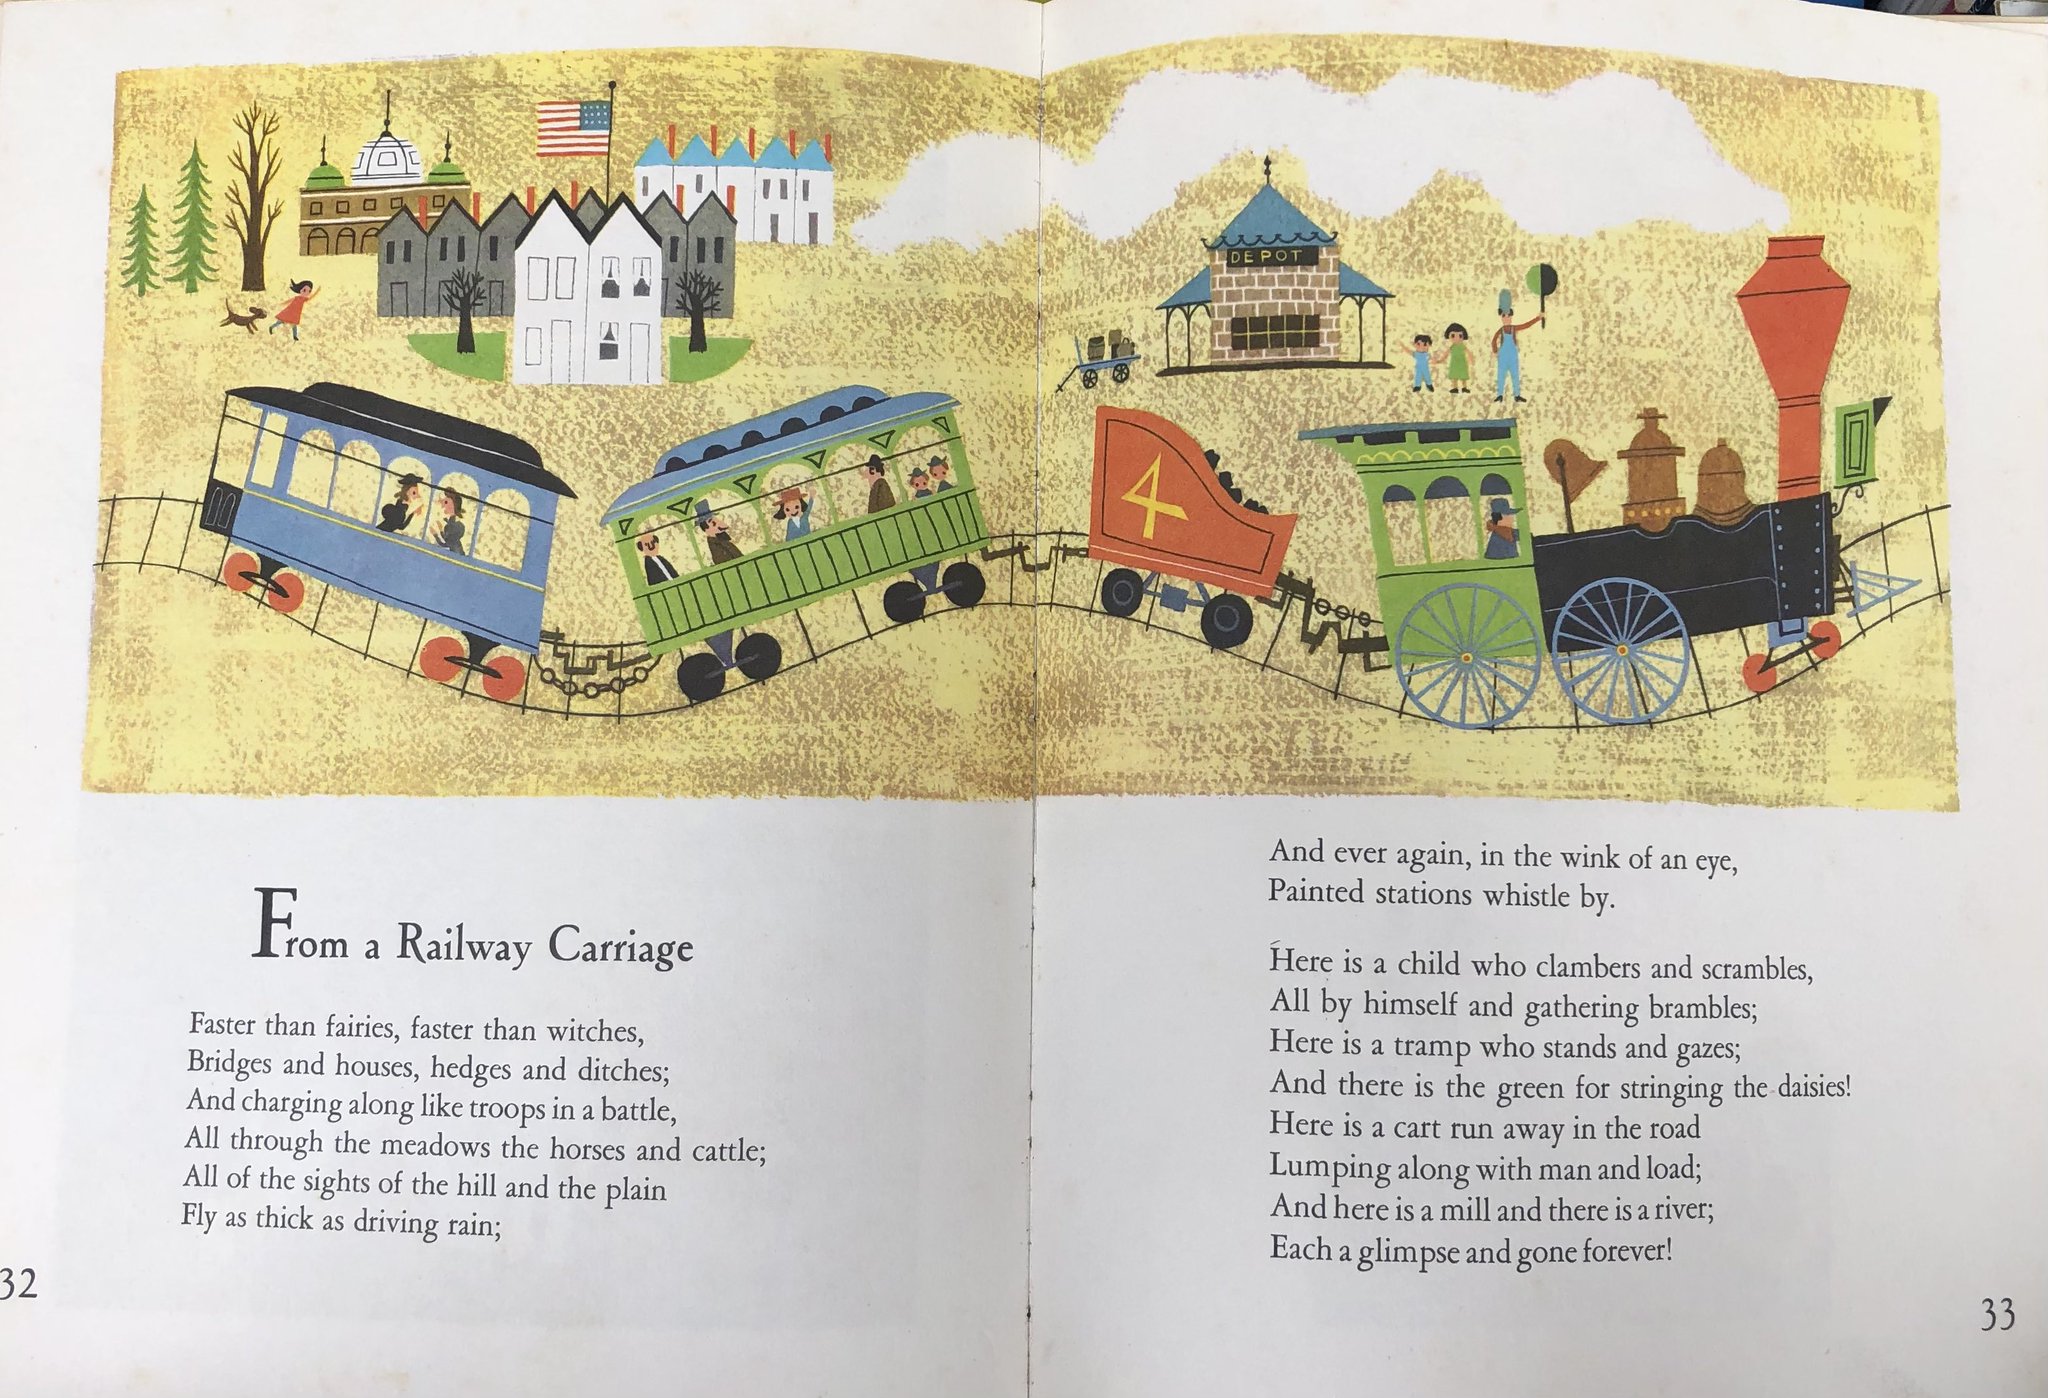 DEPOT
4
From a Railway Carriage
Faster than fairies, faster than witches,
Bridges and houses, hedges and ditches;
And charging along like troops in a battle,
All through the meadows the horses and cattle;
All of the sights of the hill and the plain
Fly as thick as driving rain;
32
And ever again, in the wink of an eye,
Painted stations whistle by.
Here is a child who clambers and scrambles,
All by himself and gathering brambles;
Here is a tramp who stands and gazes;
And there is the green for stringing the daisies!
Here is a cart run away in the road
Lumping along with man and load;
And here is a mill and there is a river;
Each a glimpse and gone forever!
33